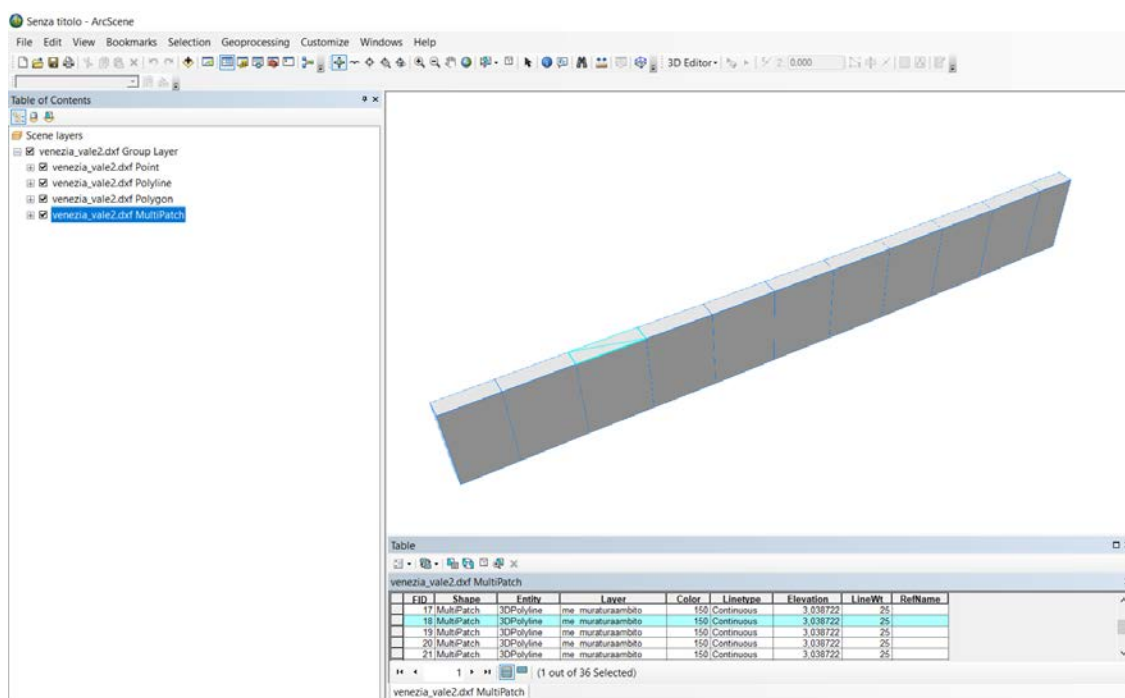 Senza titolo - ArcScene
File Edit View Bookmarks Selection Geoprocessing Customize Windows Help
3D Editor
Z: 0.000
Table of Contents
Scene layers
venezia_vale2.dxf Group Layer
venezia_vale2.dxf Point
venezia_vale2.dxf Polyline
venezia_vale2.dxf Polygon
venezia_vale2.dxf MultiPatch
Table
venezia_vale2.dxf MultiPatch
FID Shape Entity Layer Color Linetype Elevation LineWt RefName
17 MultiPatch 3DPolyline me_muraturaambito 150 Continuous 3,038722 25
18 MultiPatch 3DPolyline me_muraturaambito 150 Continuous 3,038722 25
19 MultiPatch 3DPolyline me_muraturaambito 150 Continuous 3,038722 25
20 MultiPatch 3DPolyline me_muraturaambito 150 Continuous 3,038722 25
21 MultiPatch 3DPolyline me_muraturaambito 150 Continuous 3,038722 25
1 (1 out of 36 Selected)
venezia_vale2.dxf MultiPatch